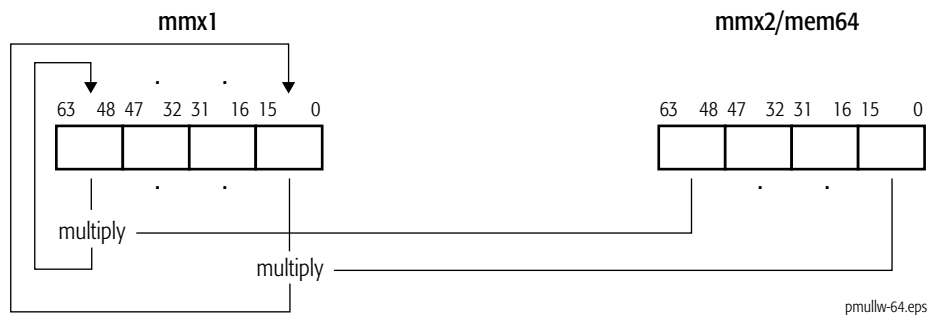 mmx1 mmx2/mem64
. .
63 48 47 32 31 16 15 0 63 48 47 32 31 16 15 0
. . . .
multiply
multiply
pmullw-64.eps